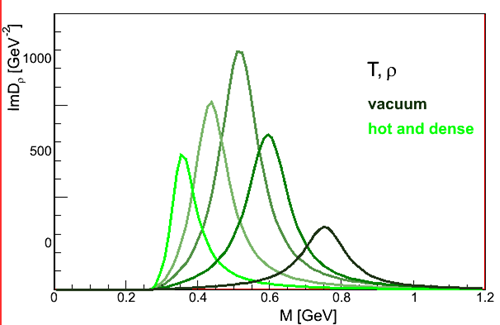 ImDρ [GeV⁻²]
1000
500
0
T, ρ
vacuum
hot and dense
0 0.2 0.4 0.6 0.8 1 1.2
M [GeV]